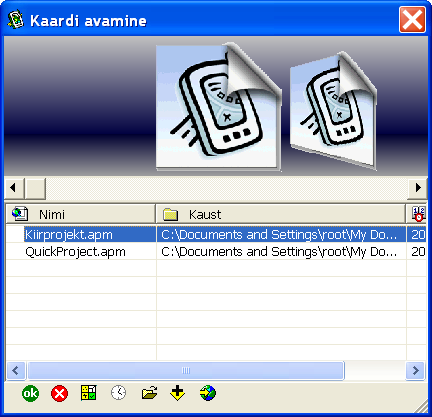 Kaardi avamine
Nimi Kaust
Kiirprojekt.apm C:\Documents and Settings\root\My Do... 20
QuickProject.apm C:\Documents and Settings\root\My Do... 20
ok